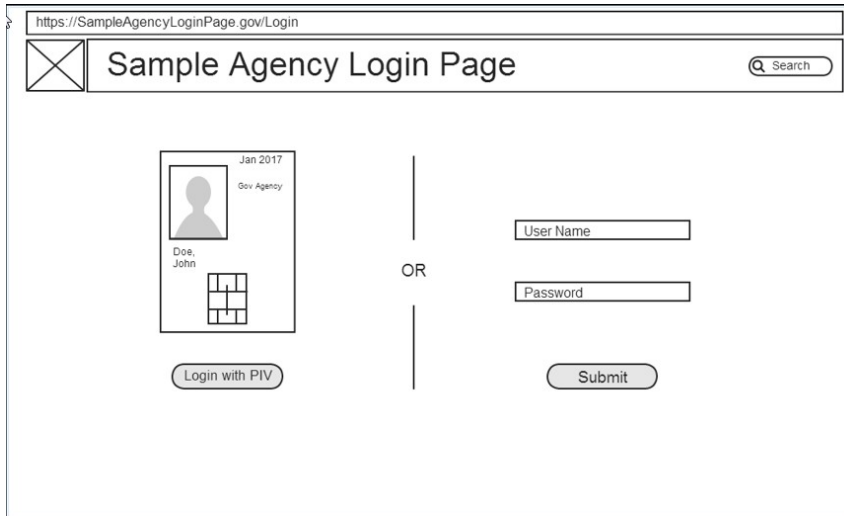 https://SampleAgencyLoginPage.gov/Login
Sample Agency Login Page
Search
Jan 2017
Gov Agency
Doe,
John
Login with PIV
OR
User Name
Password
Submit